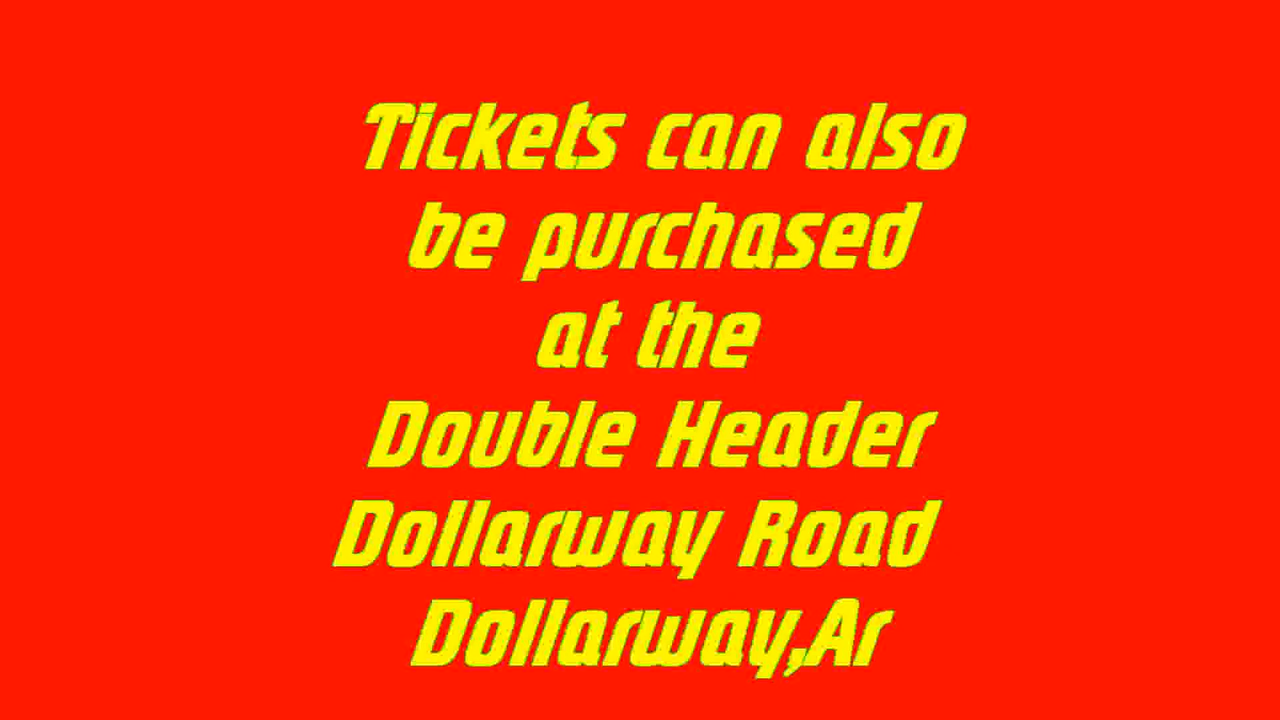 Tickets can also
be purchased
at the
Double Header
Dollarway Road
Dollarway,Ar